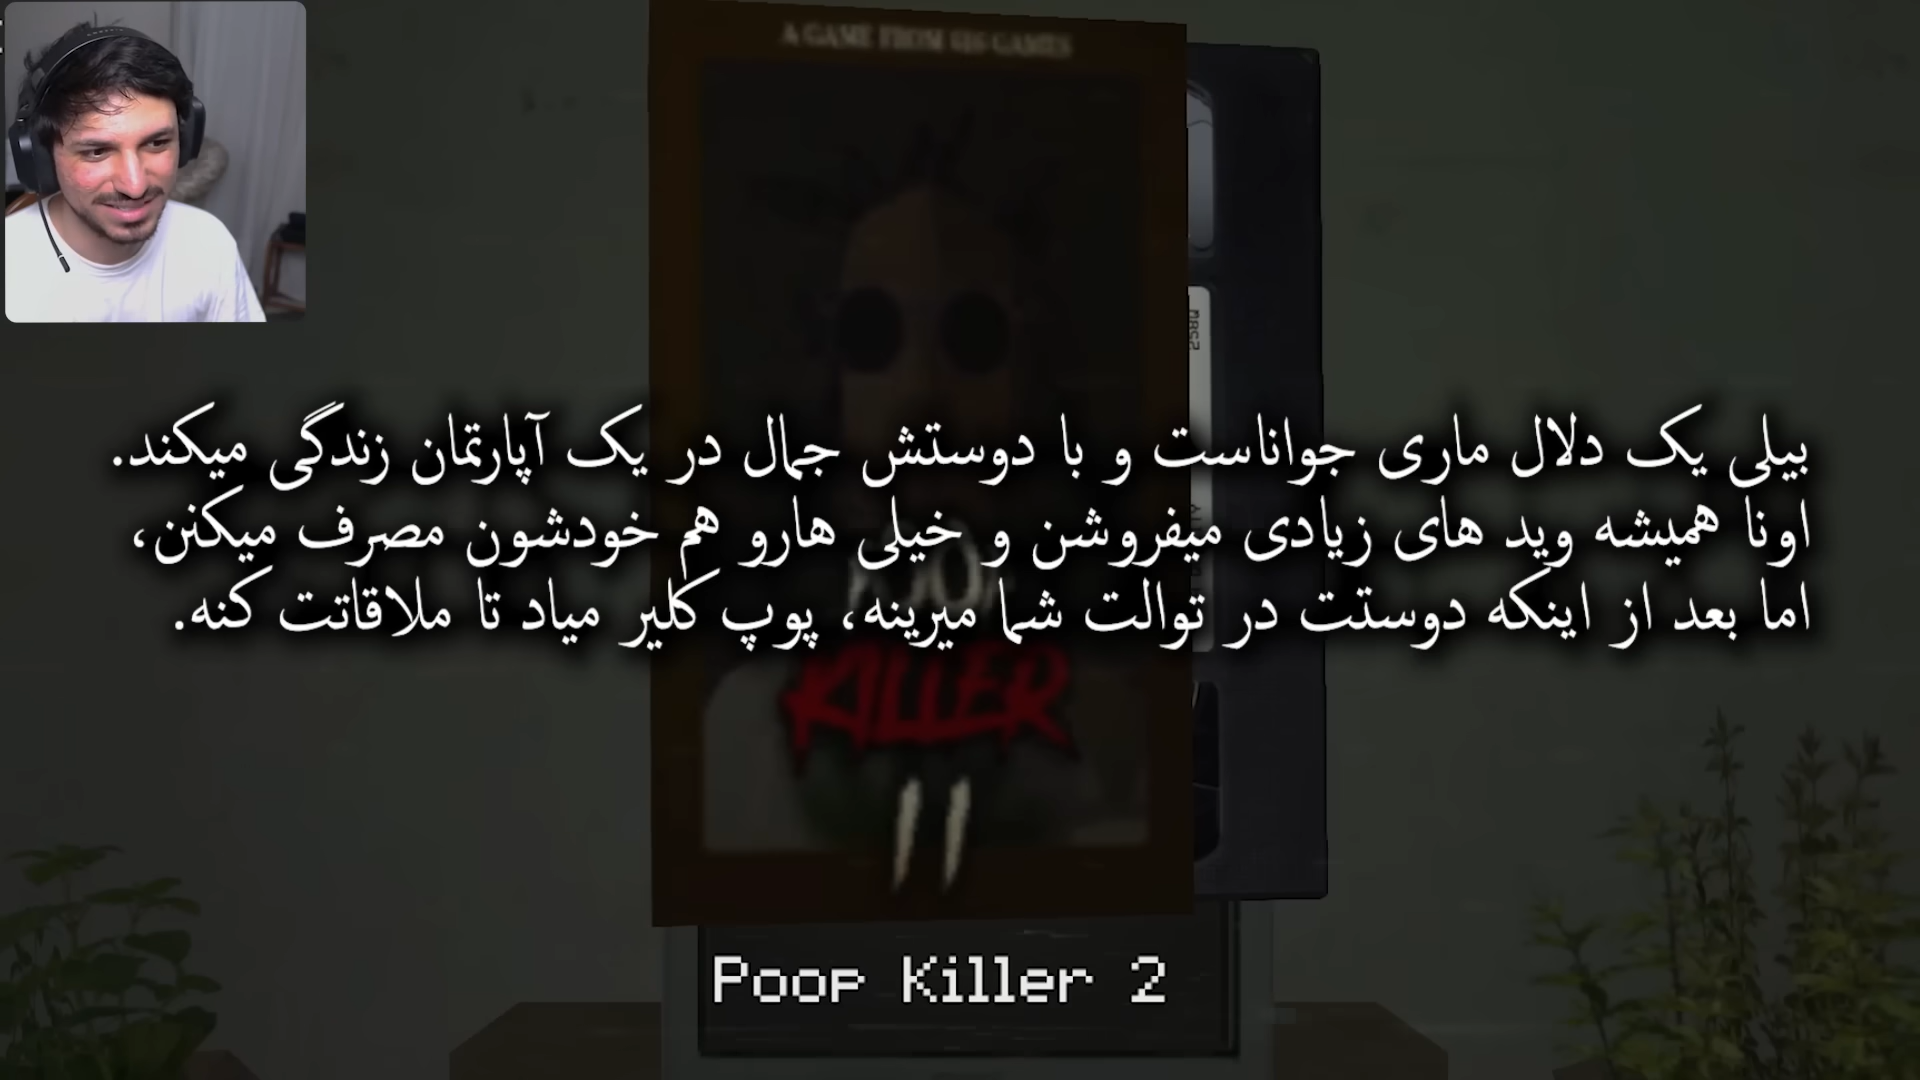 A GAME FROM 616 GAMES
بیلی یک دلال ماری جواناست و با دوستش جمال در یک آپارتمان زندگی میکند.
اونا همیشه وید های زیادی میفروشن و خیلی هارو هم خودشون مصرف میکنن،
اما بعد از اینکه دوستت در توالت شما میرینه، پوپ کلیر میاد تا ملاقاتت کنه.
KILLER
II
Poop Killer 2